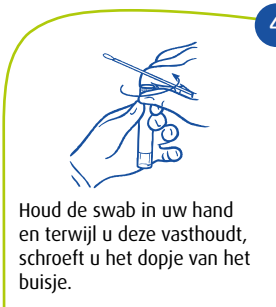 4
Houd de swab in uw hand
en terwijl u deze vasthoudt,
schroeft u het dopje van het
buisje.